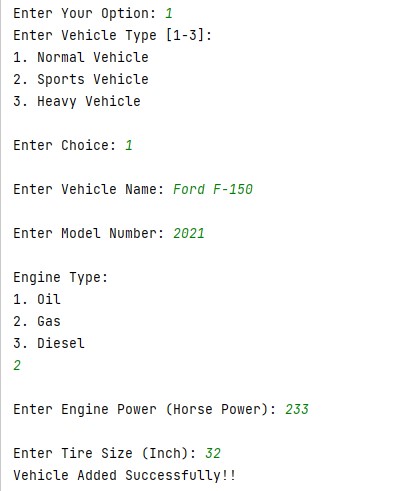 Enter Your Option: 1
Enter Vehicle Type [1-3]:
1. Normal Vehicle
2. Sports Vehicle
3. Heavy Vehicle
Enter Choice: 1
Enter Vehicle Name: Ford F-150
Enter Model Number: 2021
Engine Type:
1. Oil
2. Gas
3. Diesel
2
Enter Engine Power (Horse Power): 233
Enter Tire Size (Inch): 32
Vehicle Added Successfully!!